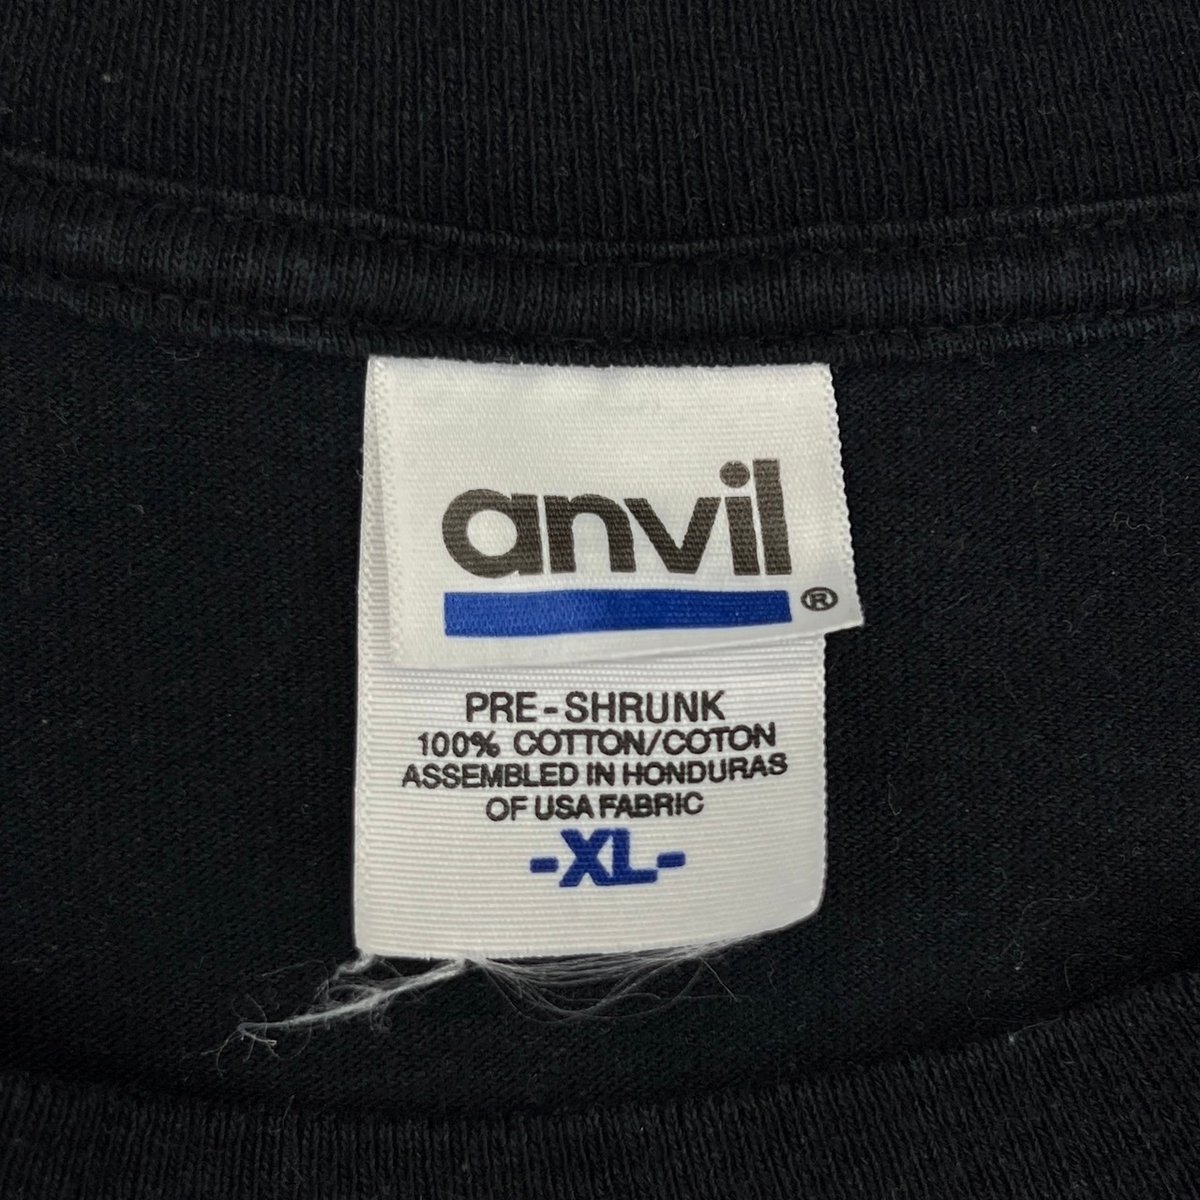 anvil
®
PRE-SHRUNK
100% COTTON/COTON
ASSEMBLED IN HONDURAS
OF USA FABRIC
-XL-